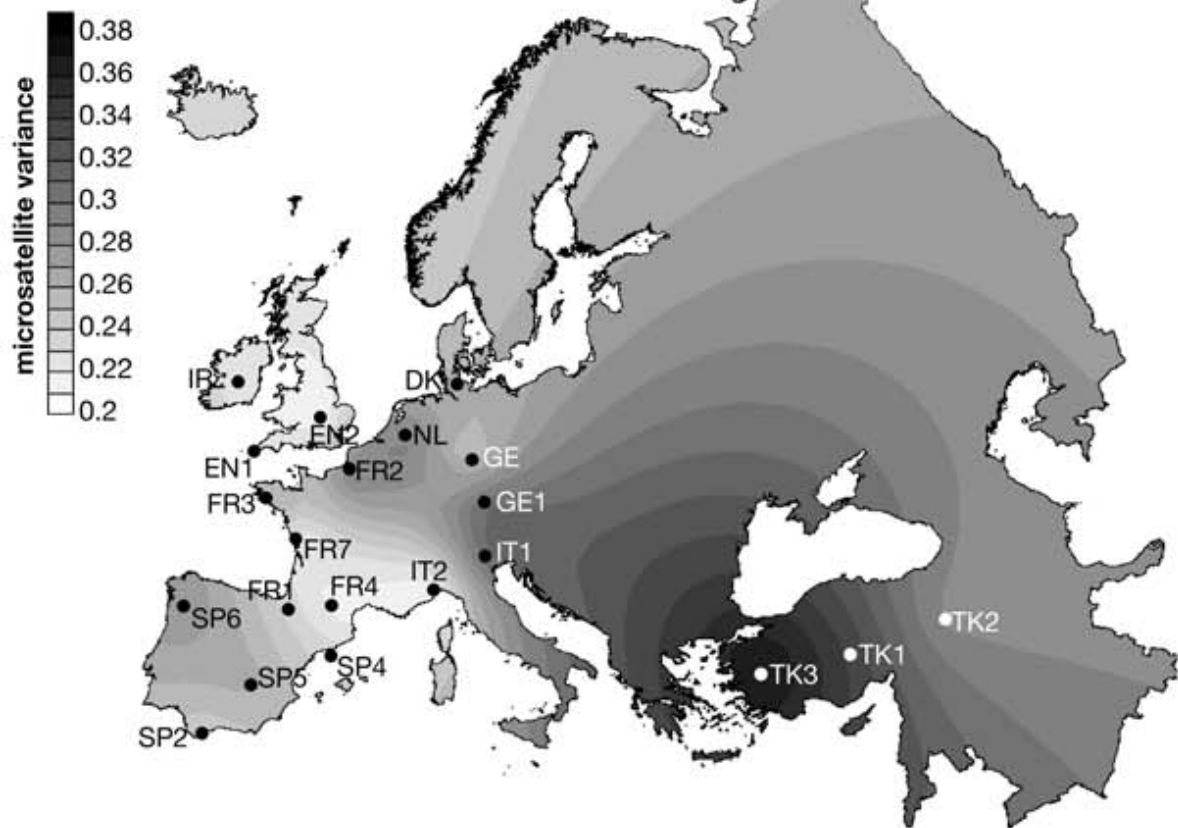 microsatellite variance
0.38
0.36
0.34
0.32
0.3
0.28
0.26
0.24
0.22
0.2
IR
EN2
EN1
DK
NL
GE
FR2
GE1
FR3
FR7
IT1
IT2
FR1
FR4
SP6
SP4
SP5
SP2
TK2
TK1
TK3